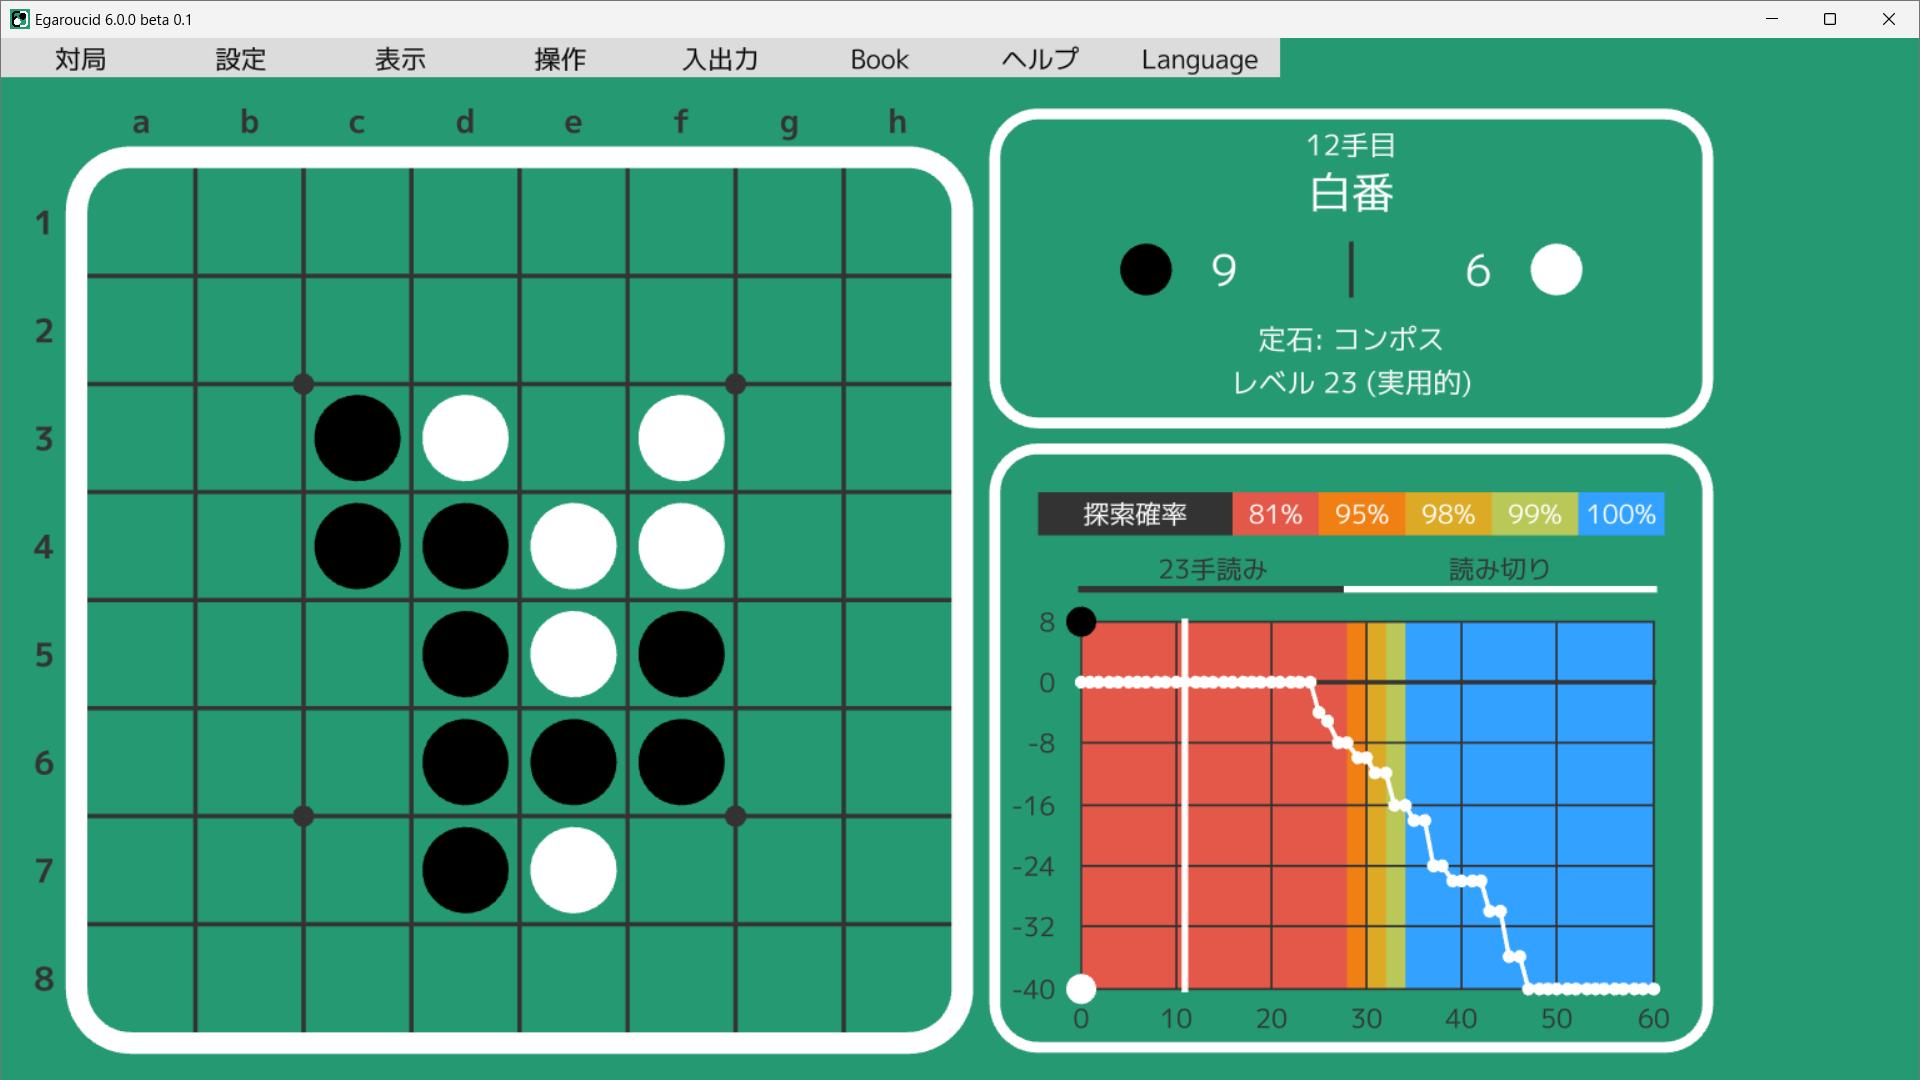 Egaroucid 6.0.0 beta 0.1
対局 設定 表示 操作 入出力 Book ヘルプ Language
a b c d e f g h
1
2
3
4
5
6
7
8
12手目
白番
9 6
定石: コンポス
レベル 23 (実用的)
探索確率 81% 95% 98% 99% 100%
23手読み 読み切り
8
0
-8
-16
-24
-32
-40
0 10 20 30 40 50 60